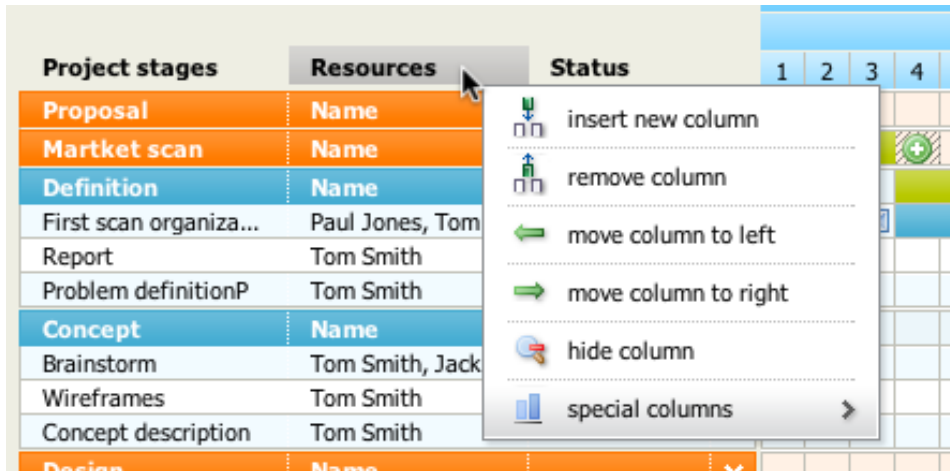 Project stages Resources Status 1 2 3 4
Proposal Name
insert new column
Martket scan Name
remove column
Definition Name
First scan organiza... Paul Jones, Tom
move column to left
Report Tom Smith
Problem definitionP Tom Smith
move column to right
Concept Name
hide column
Brainstorm Tom Smith, Jack
Wireframes Tom Smith
special columns
Concept description Tom Smith
Design Name